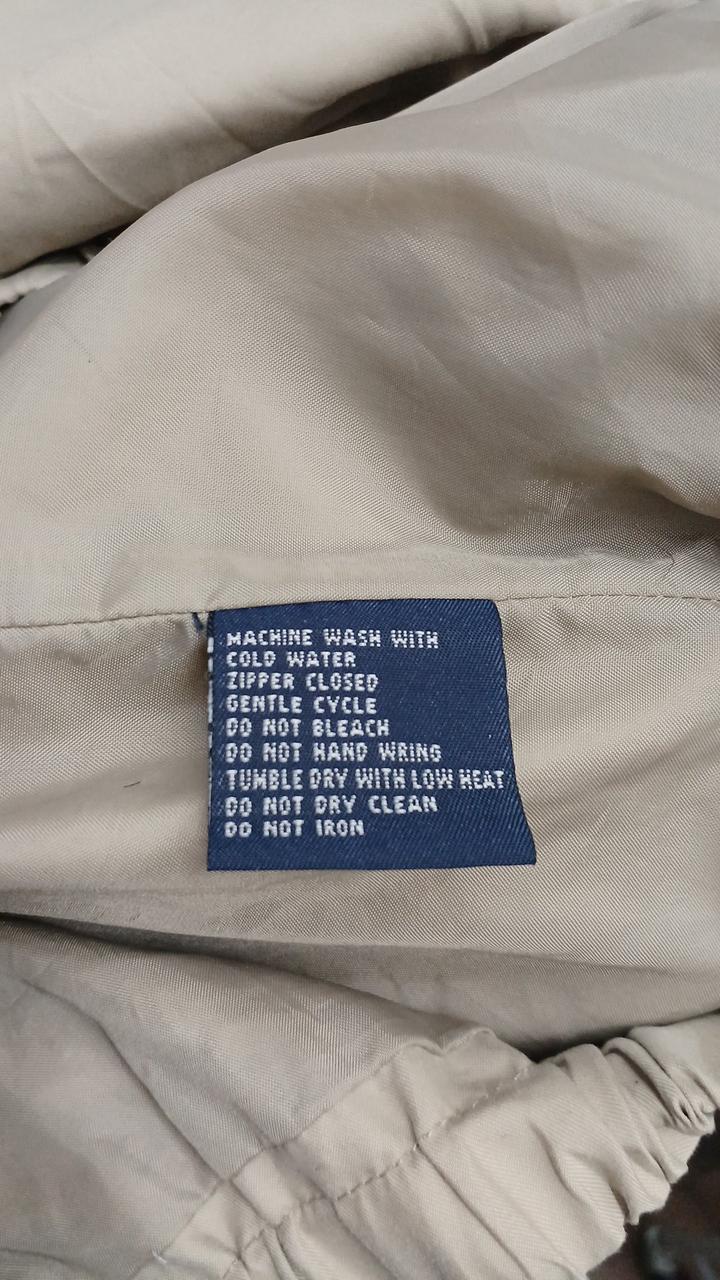 MACHINE WASH WITH
COLD WATER
ZIPPER CLOSED
GENTLE CYCLE
DO NOT BLEACH
DO NOT HAND WRING
TUMBLE DRY WITH LOW HEAT
DO NOT DRY CLEAN
DO NOT IRON